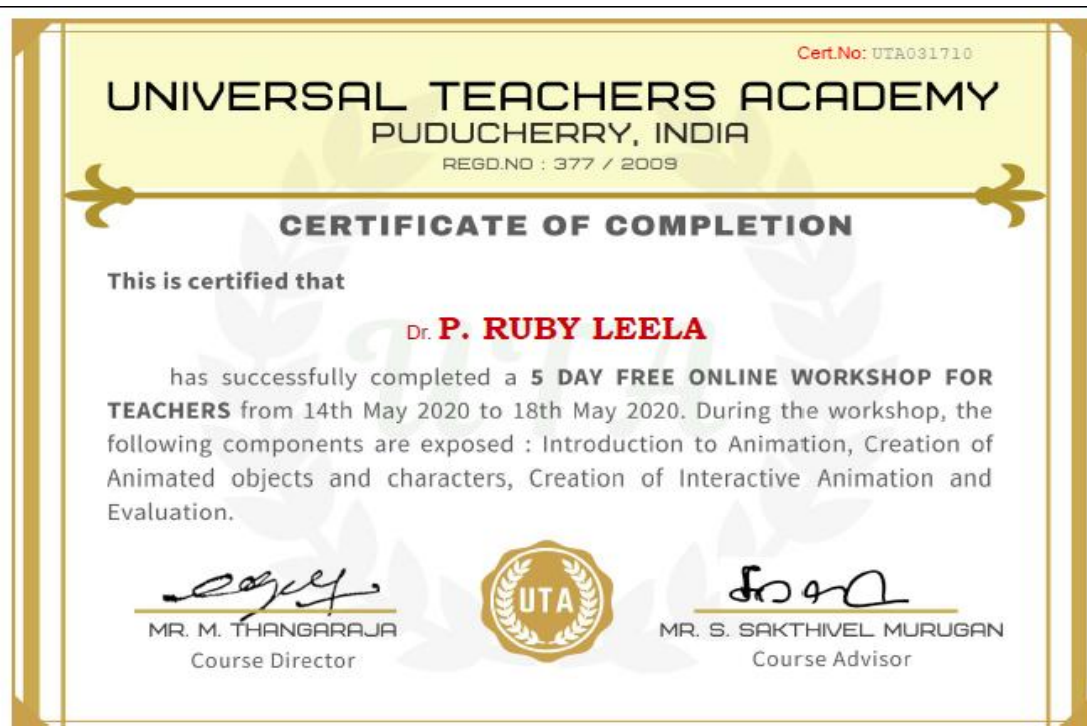 Cert.No: UTA031710
UNIVERSAL TEACHERS ACADEMY
PUDUCHERRY, INDIA
REGD.NO : 377 / 2009
CERTIFICATE OF COMPLETION
This is certified that
Dr. P. RUBY LEELA
has successfully completed a 5 DAY FREE ONLINE WORKSHOP FOR
TEACHERS from 14th May 2020 to 18th May 2020. During the workshop, the
following components are exposed : Introduction to Animation, Creation of
Animated objects and characters, Creation of Interactive Animation and
Evaluation.
UTA
UTA
MR. M. THANGARAJA
MR. S. SAKTHIVEL MURUGAN
Course Director
Course Advisor